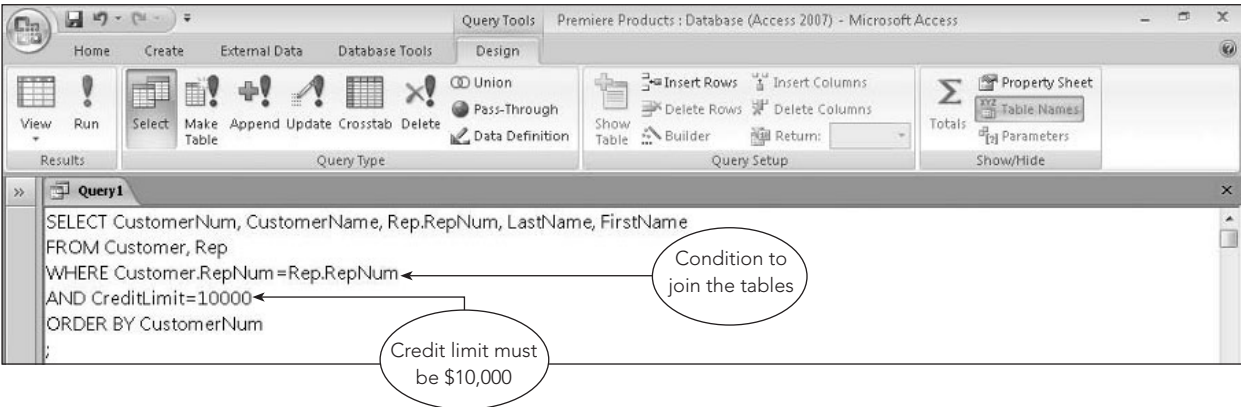 Query Tools Premiere Products : Database (Access 2007) - Microsoft Access
Home Create External Data Database Tools Design
View
Run
Results
Select
Make Table
Append
Update
Crosstab
Delete
Union
Pass-Through
Data Definition
Query Type
Show Table
Insert Rows
Delete Rows
Builder
Insert Columns
Delete Columns
Return:
Query Setup
Totals
Property Sheet
Table Names
Parameters
Show/Hide
Query1
SELECT CustomerNum, CustomerName, Rep.RepNum, LastName, FirstName
FROM Customer, Rep
WHERE Customer.RepNum=Rep.RepNum
AND CreditLimit=10000
ORDER BY CustomerNum
;
Condition to
join the tables
Credit limit must
be $10,000